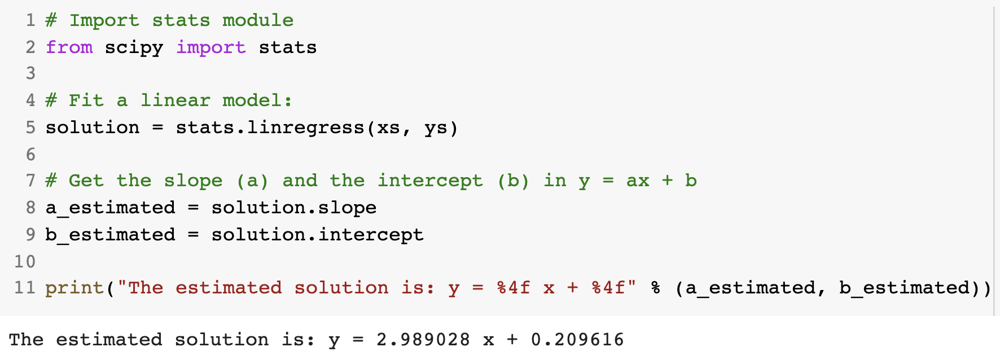 1 # Import stats module
2 from scipy import stats
3
4 # Fit a linear model:
5 solution = stats.linregress(xs, ys)
6
7 # Get the slope (a) and the intercept (b) in y = ax + b
8 a_estimated = solution.slope
9 b_estimated = solution.intercept
10
11 print("The estimated solution is: y = %4f x + %4f" % (a_estimated, b_estimated))
The estimated solution is: y = 2.989028 x + 0.209616